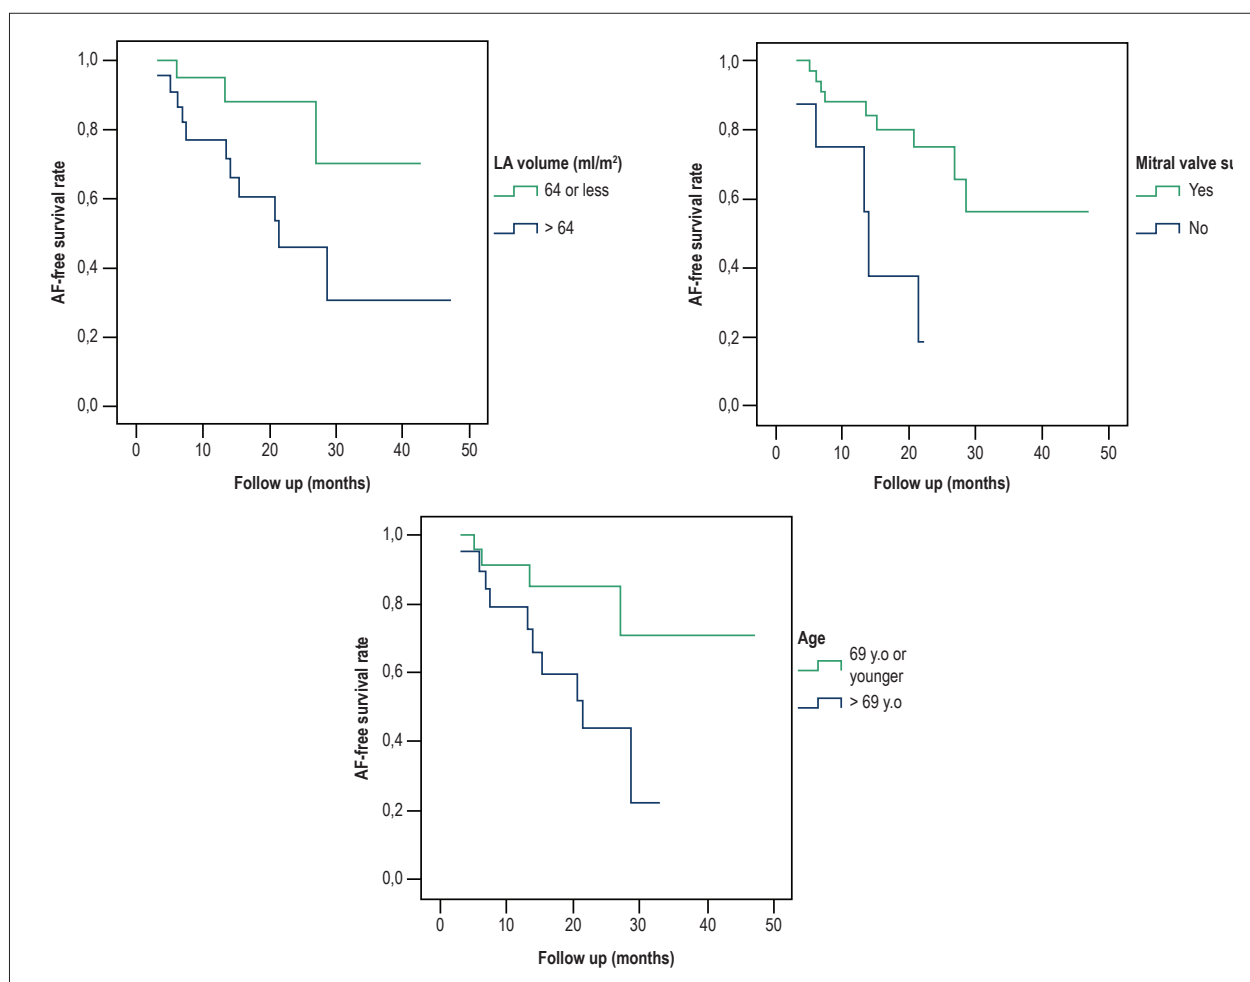 1,0
0,8
0,6
0,4
0,2
0,0
AF-free survival rate
0 10 20 30 40 50
Follow up (months)
LA volume (ml/m²)
64 or less
> 64
1,0
0,8
0,6
0,4
0,2
0,0
AF-free survival rate
0 10 20 30 40 50
Follow up (months)
Mitral valve
Yes
No
1,0
0,8
0,6
0,4
0,2
0,0
AF-free survival rate
0 10 20 30 40 50
Follow up (months)
Age
69 y.o or
younger
> 69 y.o